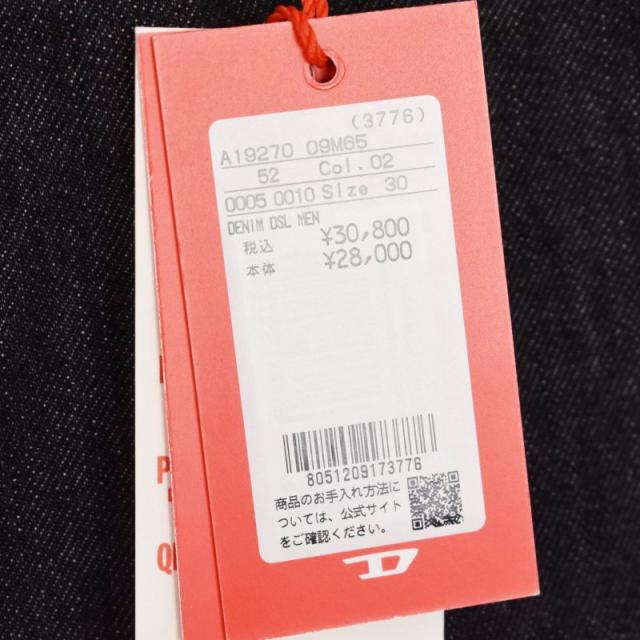 (3776)
A19270 09M65
52 Col.02
0005 0010 Size 30
DENIM DSL MEN
税込 ¥30,800
本体 ¥28,000
8051209173776
商品のお手入れ方法に
ついては、公式サイト
をご確認ください。